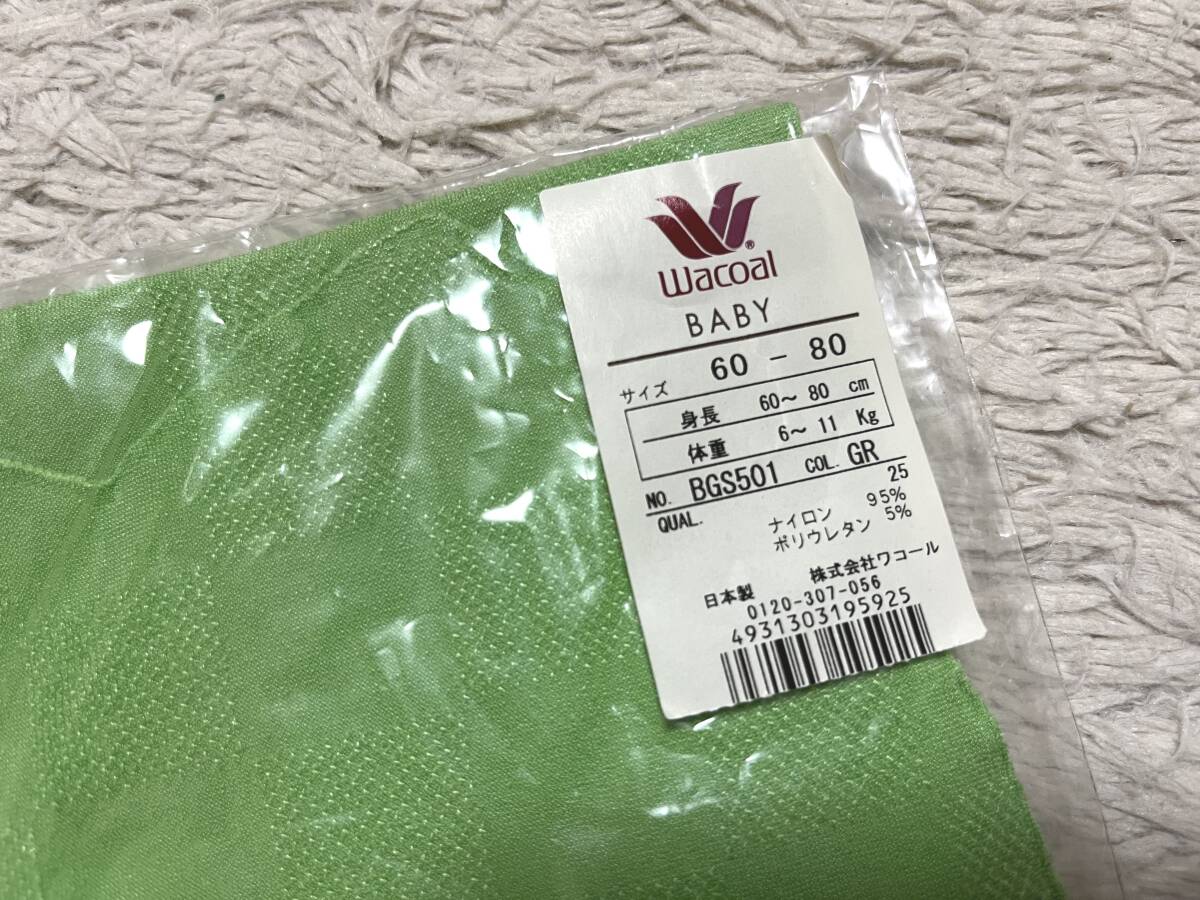 Wacoal®
BABY
サイズ 60 - 80
身長 60～ 80 cm
体重 6～ 11 Kg
NO. BGS501 COL. GR
25
QUAL. ナイロン 95%
ポリウレタン 5%
日本製 株式会社ワコール
0120-307-056
4931303195925